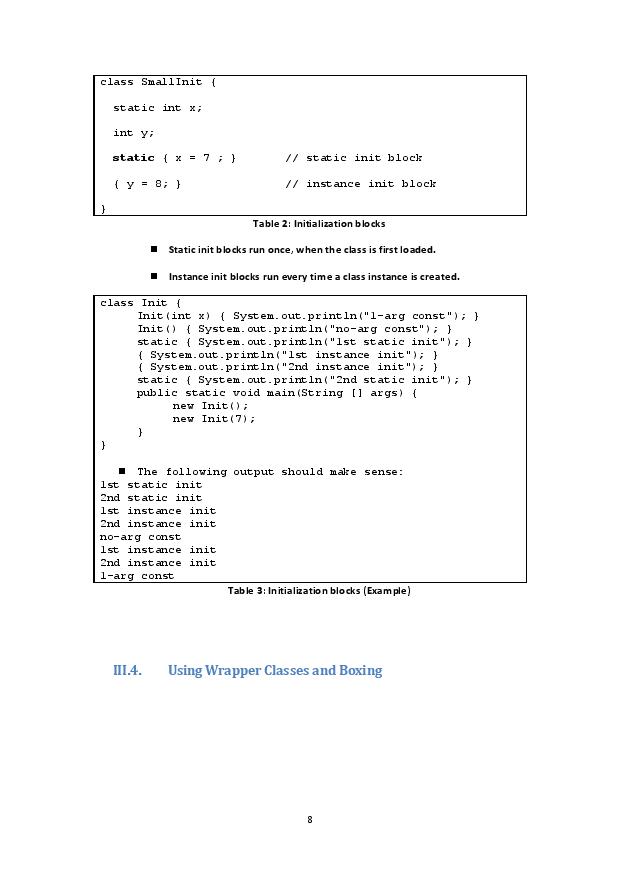 class SmallInit {
static int x;
int y;
static { x = 7 ; }    // static init block
{ y = 8; }    // instance init block
}
Table 2: Initialization blocks
■ Static init blocks run once, when the class is first loaded.
■ Instance init blocks run every time a class instance is created.
class Init {
Init(int x) { System.out.println("1-arg const"); }
Init() { System.out.println("no-arg const"); }
static { System.out.println("1st static init"); }
{ System.out.println("1st instance init"); }
{ System.out.println("2nd instance init"); }
static { System.out.println("2nd static init"); }
public static void main(String [] args) {
new Init();
new Init(7);
}
}
■ The following output should make sense:
1st static init
2nd static init
1st instance init
2nd instance init
no-arg const
1st instance init
2nd instance init
1-arg const
Table 3: Initialization blocks (Example)
III.4. Using Wrapper Classes and Boxing
8